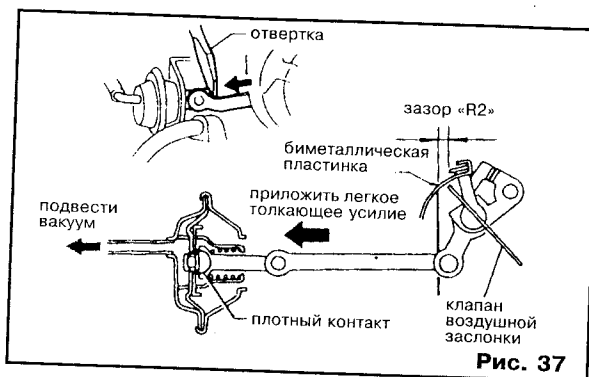 отвертка
зазор «R2»
биметаллическая
пластинка
приложить легкое
толкающее усилие
подвести
вакуум
плотный контакт
клапан
воздушной
заслонки
Рис. 37